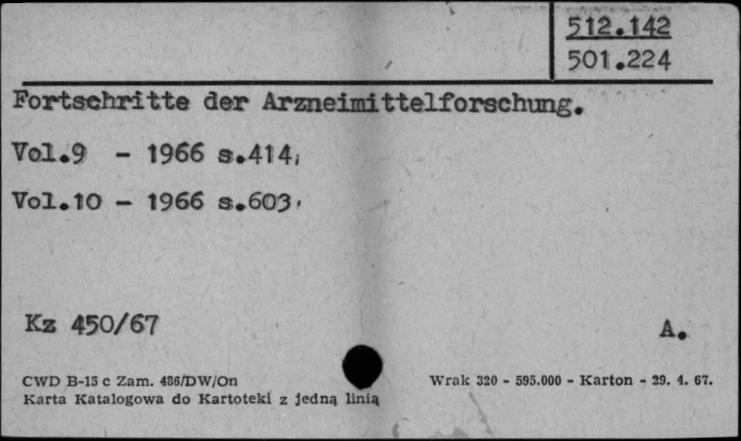 512.142
501.224
Fortschritte der Arzneimittelforschung.
Vol.9 - 1966 s.414,
Vol.10 - 1966 s.603,
Kz 450/67 A.
CWD B-15 c Zam. 486/DW/On Wrak 320 - 595.000 - Karton - 29. 4. 67.
Karta Katalogowa do Kartoteki z jedną linią